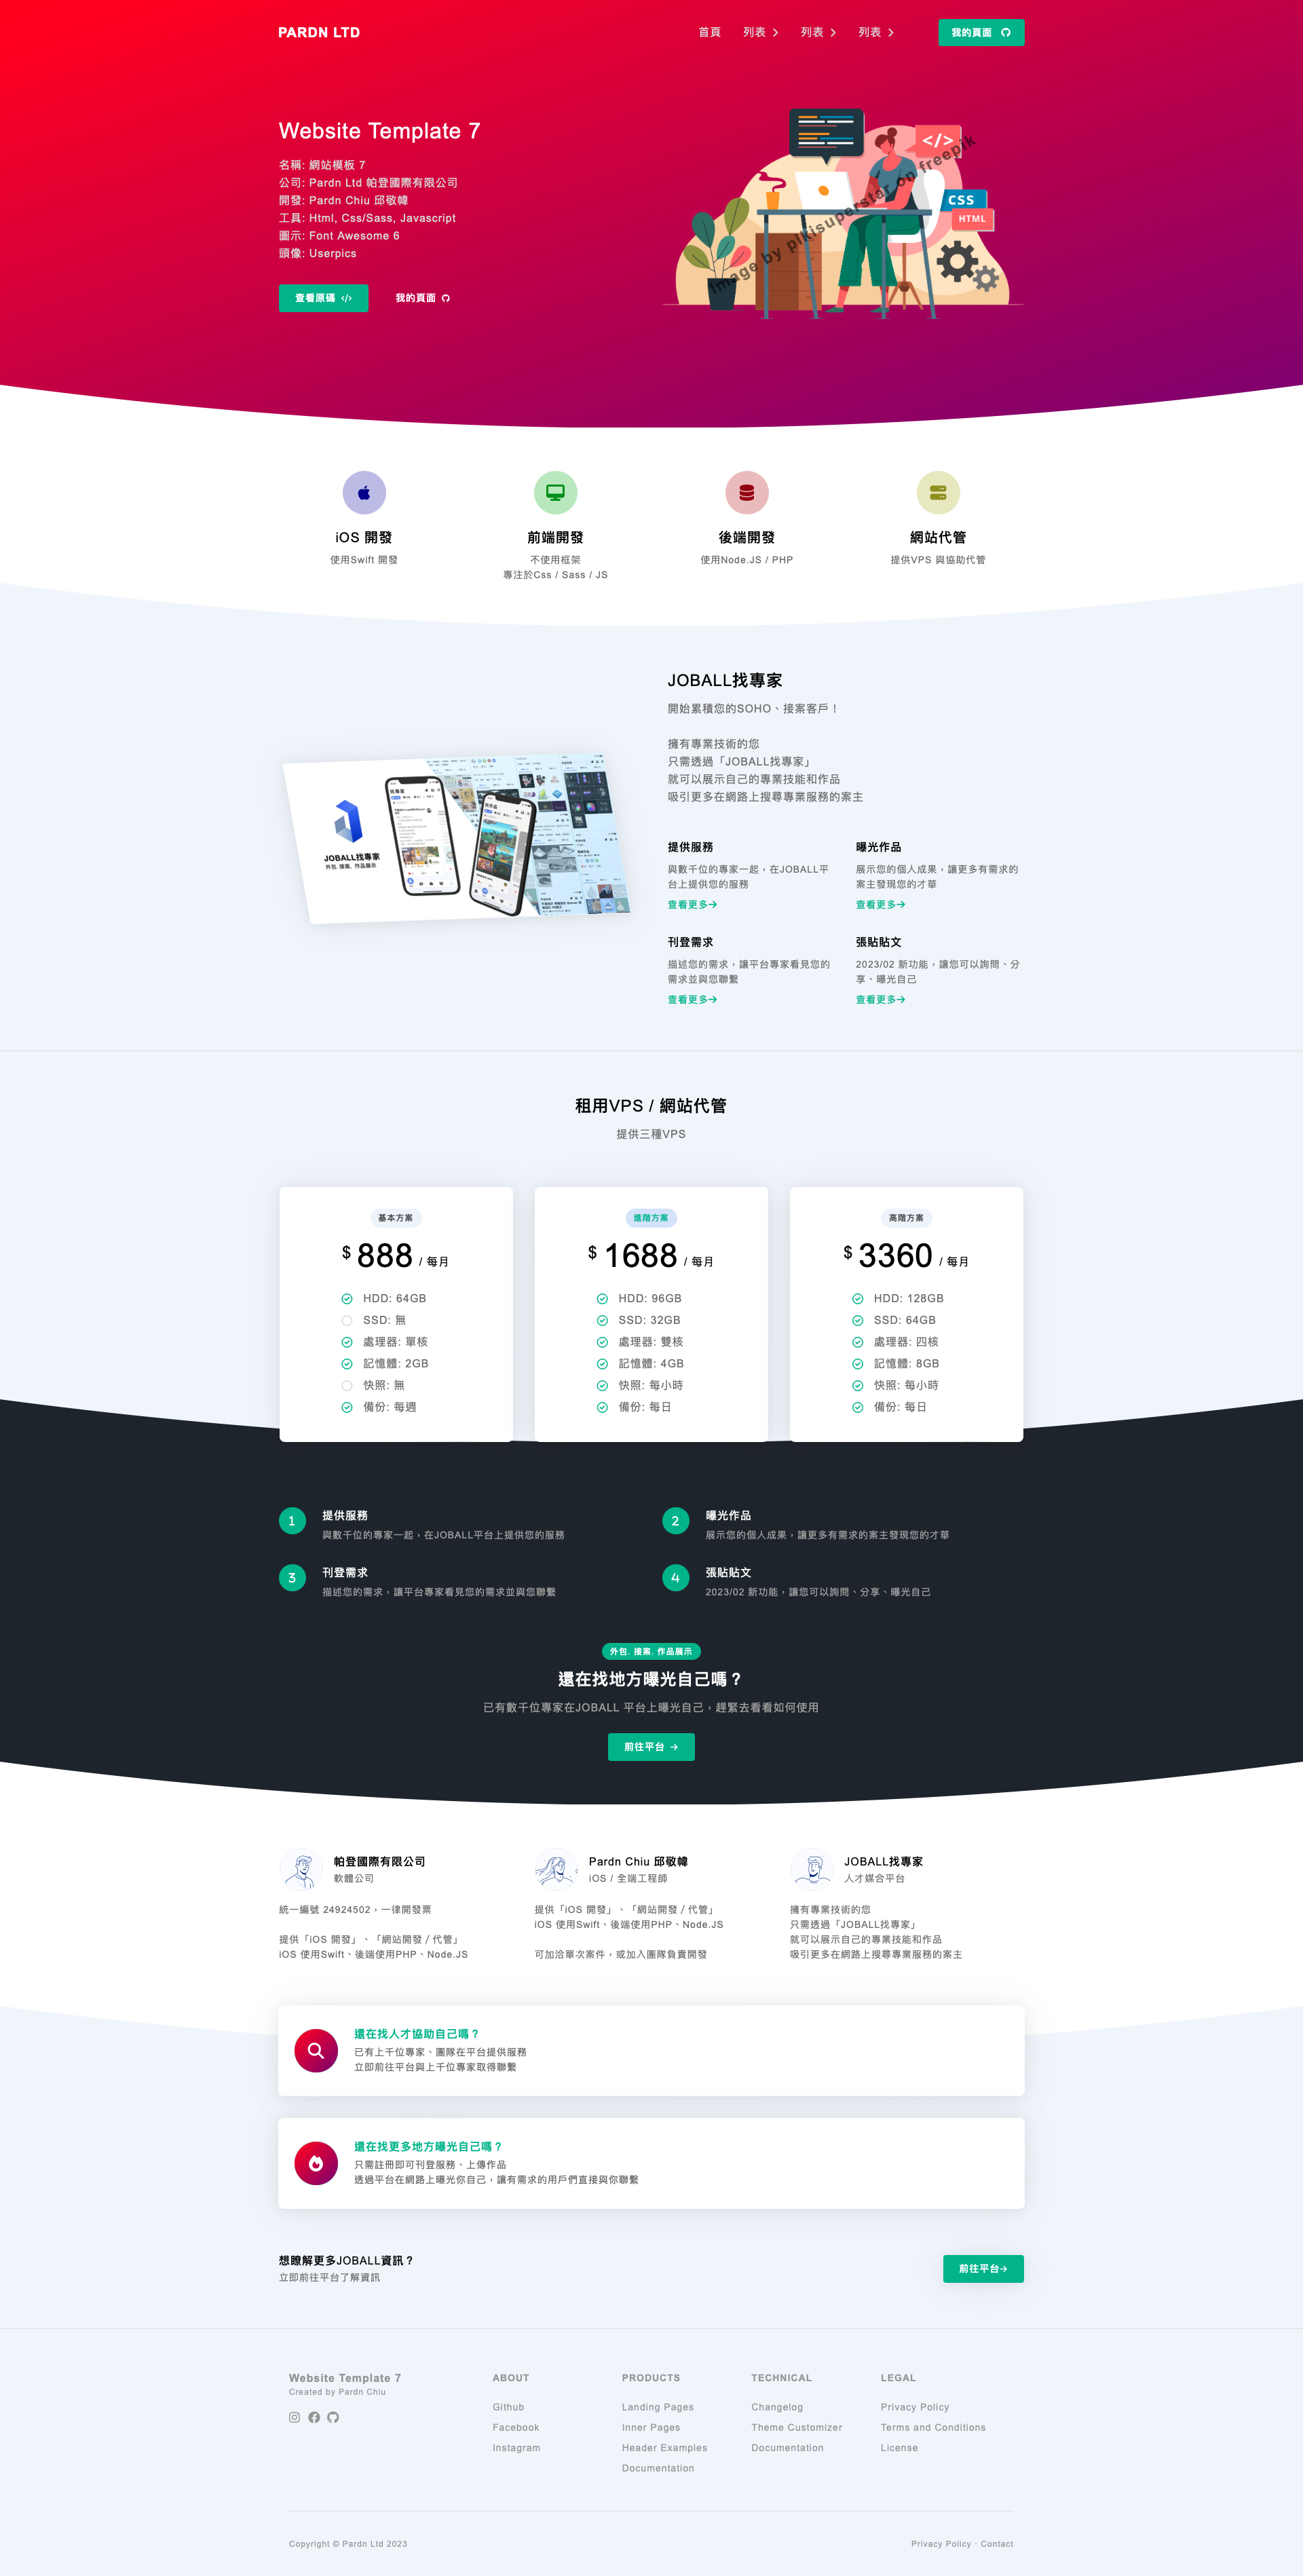 PARDN LTD
首頁
列表
列表
列表
我的頁面
Website Template 7
名稱: 網站模板 7
公司: Pardn Ltd 帕登國際有限公司
開發: Pardn Chiu 邱敬幃
工具: Html, Css/Sass, Javascript
圖示: Font Awesome 6
頭像: Userpics
查看原碼 </>
我的頁面
</>
CSS
HTML
Image by pikisuperstar on freepik
iOS 開發
使用Swift 開發
前端開發
不使用框架
專注於Css / Sass / JS
後端開發
使用Node.JS / PHP
網站代管
提供VPS 與協助代管
JOBALL找專家
外包. 接案. 作品展示
JOBALL找專家
開始累積您的SOHO、接案客戶！
擁有專業技術的您
只需透過「JOBALL找專家」
就可以展示自己的專業技能和作品
吸引更多在網路上搜尋專業服務的案主
提供服務
與數千位的專家一起，在JOBALL平
台上提供您的服務
查看更多
曝光作品
展示您的個人成果，讓更多有需求的
案主發現您的才華
查看更多
刊登需求
描述您的需求，讓平台專家看見您的
需求並與您聯繫
查看更多
張貼貼文
2023/02 新功能，讓您可以詢問、分
享、曝光自己
查看更多
租用VPS / 網站代管
提供三種VPS
基本方案
$ 888 / 每月
HDD: 64GB
SSD: 無
處理器: 單核
記憶體: 2GB
快照: 無
備份: 每週
進階方案
$ 1688 / 每月
HDD: 96GB
SSD: 32GB
處理器: 雙核
記憶體: 4GB
快照: 每小時
備份: 每日
高階方案
$ 3360 / 每月
HDD: 128GB
SSD: 64GB
處理器: 四核
記憶體: 8GB
快照: 每小時
備份: 每日
1
提供服務
與數千位的專家一起，在JOBALL平台上提供您的服務
2
曝光作品
展示您的個人成果，讓更多有需求的案主發現您的才華
3
刊登需求
描述您的需求，讓平台專家看見您的需求並與您聯繫
4
張貼貼文
2023/02 新功能，讓您可以詢問、分享、曝光自己
外包. 接案. 作品展示
還在找地方曝光自己嗎？
已有數千位專家在JOBALL 平台上曝光自己，趕緊去看看如何使用
前往平台
帕登國際有限公司
軟體公司
統一編號 24924502，一律開發票
提供「iOS 開發」、「網站開發 / 代管」
iOS 使用Swift、後端使用PHP、Node.JS
Pardn Chiu 邱敬幃
iOS / 全端工程師
提供「iOS 開發」、「網站開發 / 代管」
iOS 使用Swift、後端使用PHP、Node.JS
可加洽單次案件，或加入團隊負責開發
JOBALL找專家
人才媒合平台
擁有專業技術的您
只需透過「JOBALL找專家」
就可以展示自己的專業技能和作品
吸引更多在網路上搜尋專業服務的案主
還在找人才協助自己嗎？
已有上千位專家、團隊在平台提供服務
立即前往平台與上千位專家取得聯繫
還在找更多地方曝光自己嗎？
只需註冊即可刊登服務、上傳作品
透過平台在網路上曝光你自己，讓有需求的用戶們直接與你聯繫
想瞭解更多JOBALL資訊？
立即前往平台了解資訊
前往平台
Website Template 7
Created by Pardn Chiu
ABOUT
Github
Facebook
Instagram
PRODUCTS
Landing Pages
Inner Pages
Header Examples
Documentation
TECHNICAL
Changelog
Theme Customizer
Documentation
LEGAL
Privacy Policy
Terms and Conditions
License
Copyright © Pardn Ltd 2023
Privacy Policy · Contact